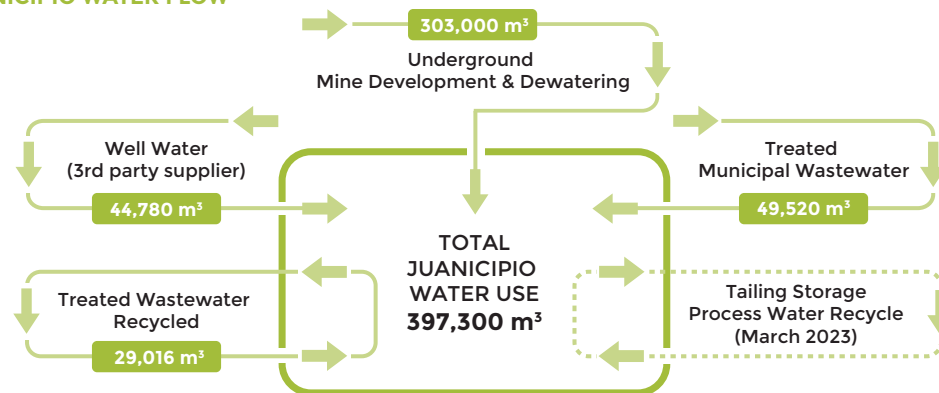 303,000 m³
Underground
Mine Development & Dewatering
Well Water
(3rd party supplier)
44,780 m³
Treated
Municipal Wastewater
49,520 m³
TOTAL
JUANICIPIO
WATER USE
397,300 m³
Treated Wastewater
Recycled
29,016 m³
Tailing Storage
Process Water Recycle
(March 2023)